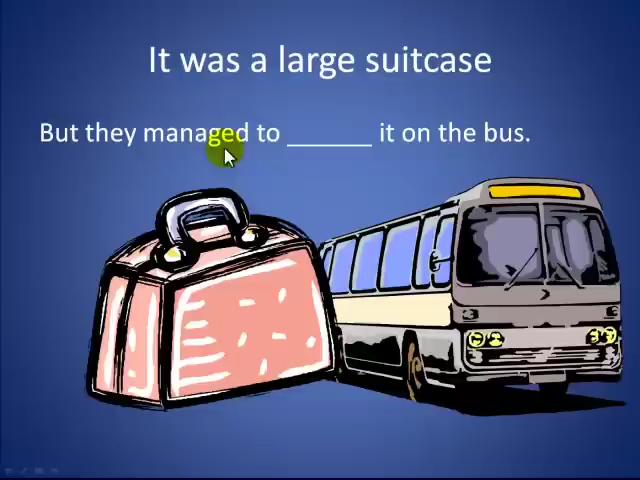 It was a large suitcase
But they managed to ______ it on the bus.